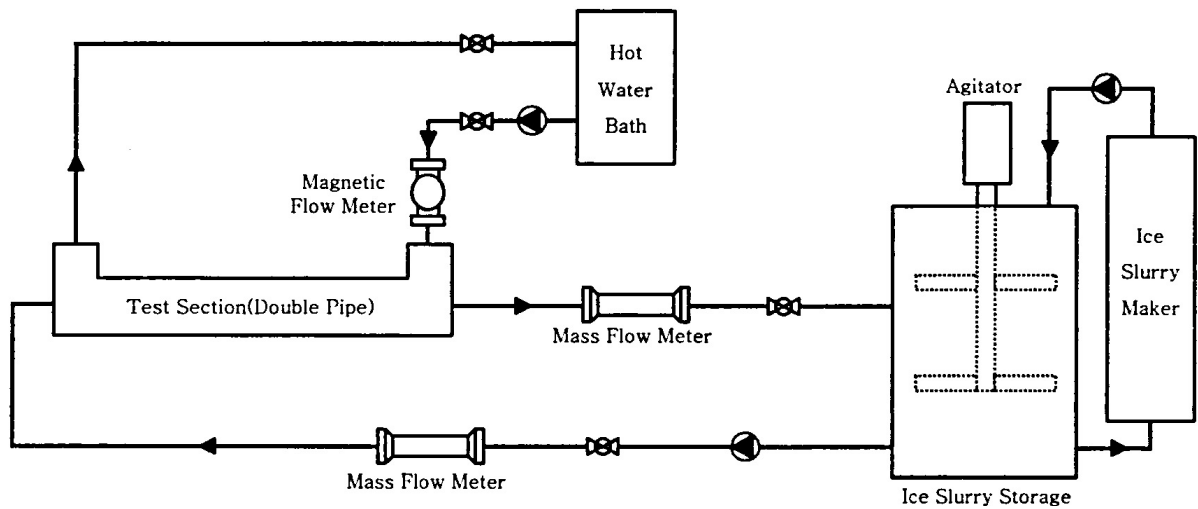 Hot
Water
Bath
Agitator
Magnetic
Flow Meter
Ice
Slurry
Maker
Test Section(Double Pipe)
Mass Flow Meter
Mass Flow Meter
Ice Slurry Storage